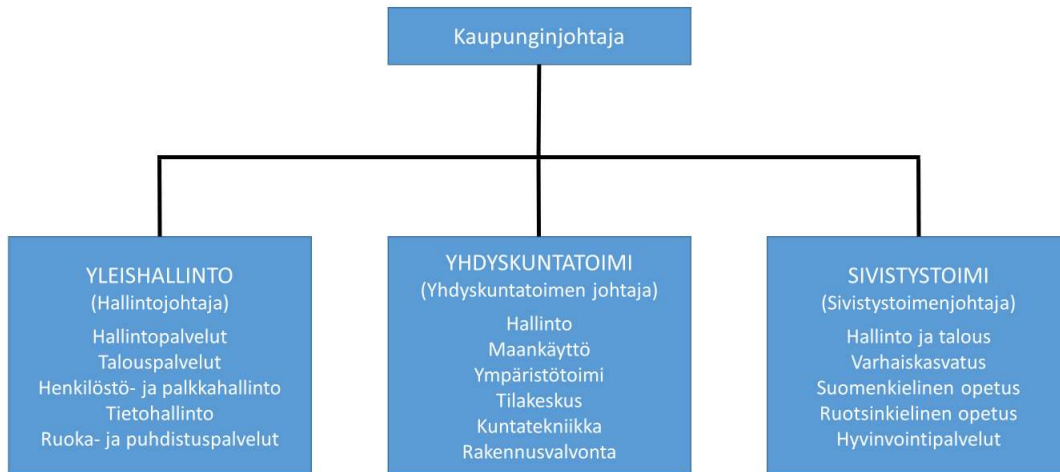 Kaupunginjohtaja
YLEISHALLINTO
(Hallintojohtaja)
Hallintopalvelut
Talouspalvelut
Henkilöstö- ja palkkahallinto
Tietohallinto
Ruoka- ja puhdistuspalvelut
YHDYSKUNTATOIMI
(Yhdyskuntatoimen johtaja)
Hallinto
Maankäyttö
Ympäristötoimi
Tilakeskus
Kuntatekniikka
Rakennusvalvonta
SIVISTYSTOIMI
(Sivistystoimenjohtaja)
Hallinto ja talous
Varhaiskasvatus
Suomenkielinen opetus
Ruotsinkielinen opetus
Hyvinvointipalvelut